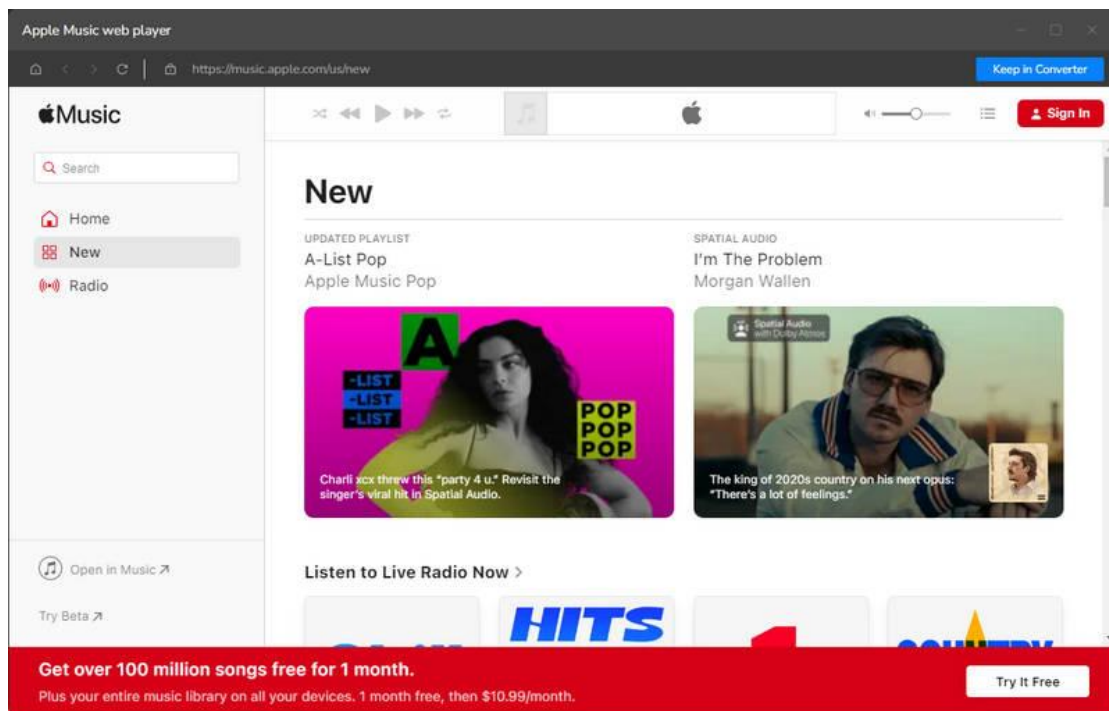 Apple Music web player
https://music.apple.com/us/new
Keep in Converter
Music
Sign In
Search
Home
New
Radio
New
UPDATED PLAYLIST
A-List Pop
Apple Music Pop
SPATIAL AUDIO
I'm The Problem
Morgan Wallen
A
-LIST
-LIST
-LIST
POP
POP
POP
Charli xcx threw this "party 4 u." Revisit the
singer's viral hit in Spatial Audio.
Spatial Audio
with Dolby Atmos
The king of 2020s country on his next opus:
"There's a lot of feelings."
Open in Music ↗
Try Beta ↗
Listen to Live Radio Now >
HITS
1
COUNTRY
Get over 100 million songs free for 1 month.
Plus your entire music library on all your devices. 1 month free, then $10.99/month.
Try It Free